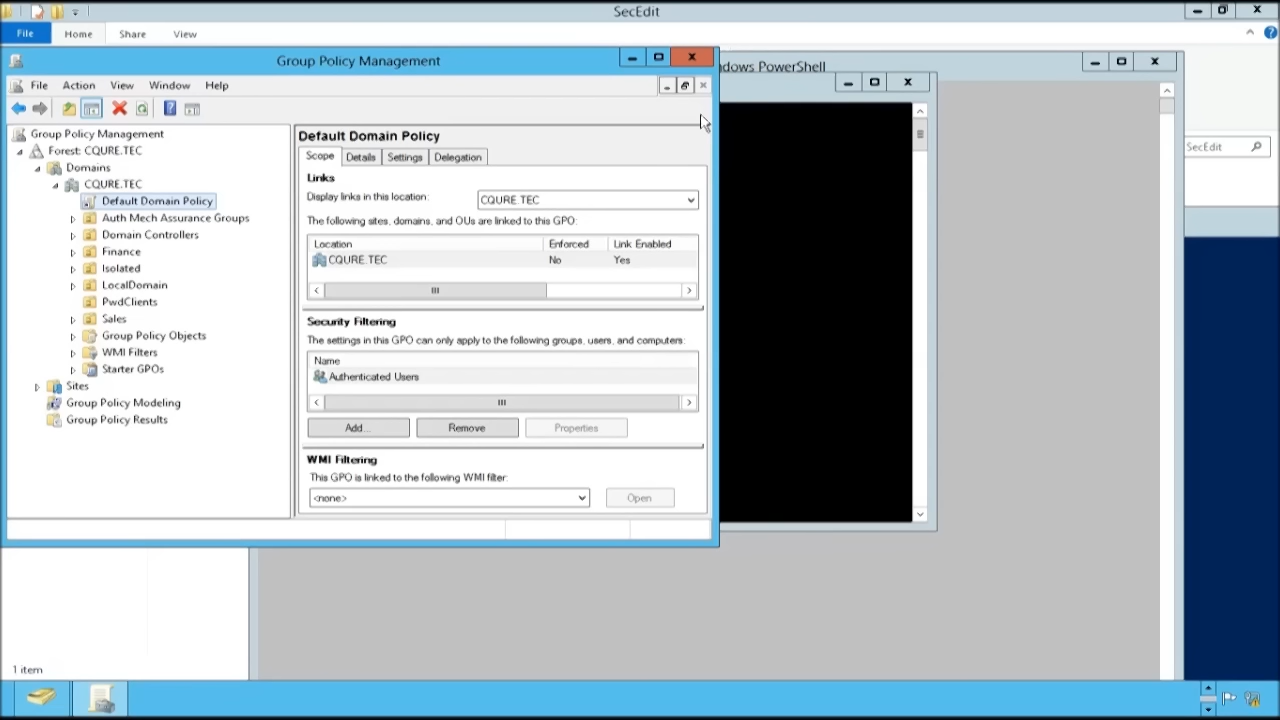 SecEdit
File Home Share View
Group Policy Management
ndows PowerShell
File Action View Window Help
SecEdit
Group Policy Management
Forest: CQURE.TEC
Domains
CQURE.TEC
Default Domain Policy
Auth Mech Assurance Groups
Domain Controllers
Finance
Isolated
LocalDomain
PwdClients
Sales
Group Policy Objects
WMI Filters
Starter GPOs
Sites
Group Policy Modeling
Group Policy Results
Default Domain Policy
Scope Details Settings Delegation
Links
Display links in this location: CQURE.TEC
The following sites, domains, and OUs are linked to this GPO:
Location Enforced Link Enabled
CQURE.TEC No Yes
Security Filtering
The settings in this GPO can only apply to the following groups, users, and computers:
Name
Authenticated Users
Add... Remove Properties
WMI Filtering
This GPO is linked to the following WMI filter:
<none> Open
1 item